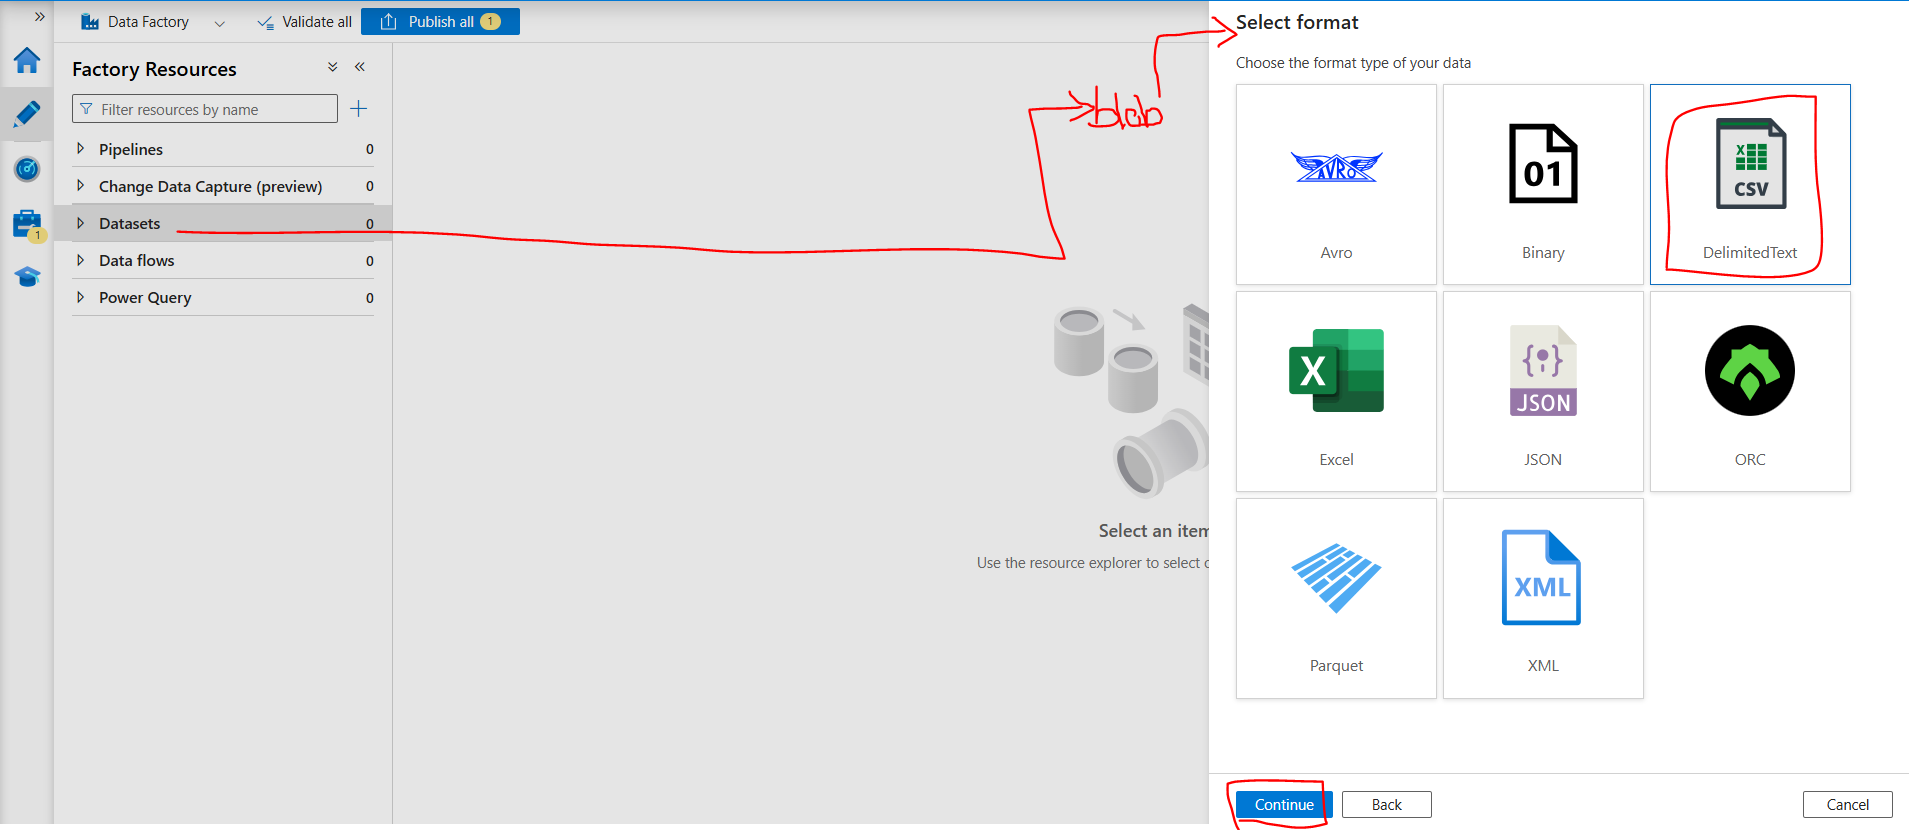 Data Factory
Validate all
Publish all 1
Factory Resources
Filter resources by name
Pipelines 0
Change Data Capture (preview) 0
Datasets 0
Data flows 0
Power Query 0
1
blob
Select an item
Use the resource explorer to select
Select format
Choose the format type of your data
AVRO
Avro
01
Binary
X
CSV
DelimitedText
X
Excel
JSON
JSON
ORC
Parquet
XML
XML
Continue
Back
Cancel